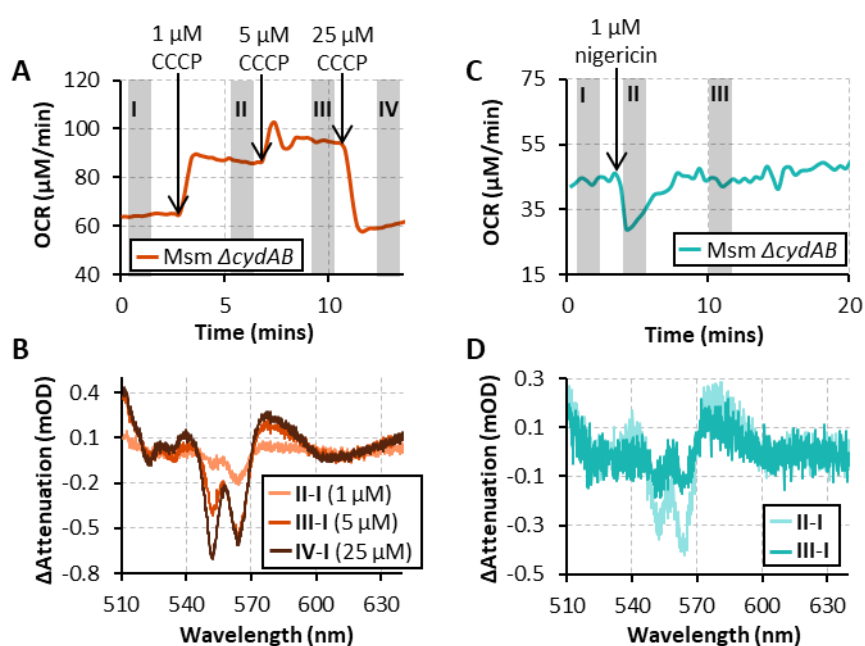 A
1 µM
CCCP
5 µM
CCCP
25 µM
CCCP
OCR (µM/min)
120
100
80
60
40
I
II
III
IV
Msm ΔcydAB
0
5
10
Time (mins)
C
1 µM
nigericin
OCR (µM/min)
75
55
35
15
I
II
III
Msm ΔcydAB
0
10
20
Time (mins)
B
ΔAttenuation (mOD)
0.4
0.1
-0.2
-0.5
-0.8
II-I (1 µM)
III-I (5 µM)
IV-I (25 µM)
510
540
570
600
630
Wavelength (nm)
D
ΔAttenuation (mOD)
0.3
0.1
-0.1
-0.3
-0.5
II-I
III-I
510
540
570
600
630
Wavelength (nm)